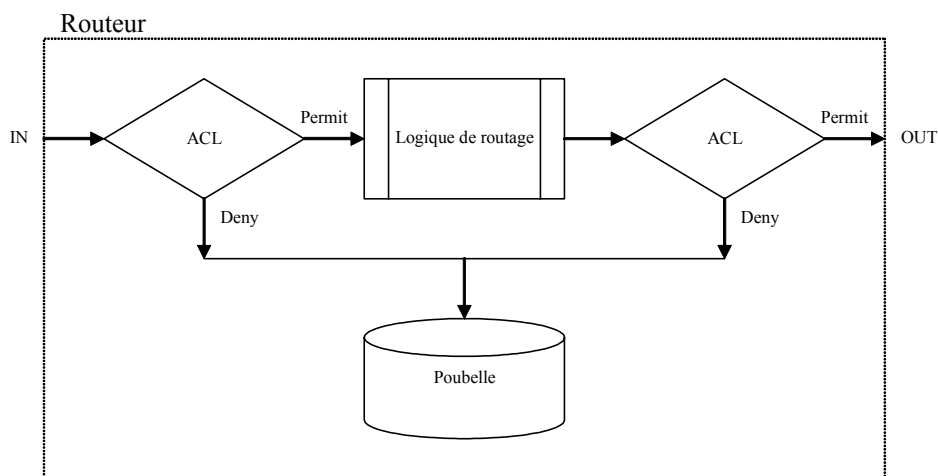 Routeur
IN
ACL
Permit
Logique de routage
ACL
Permit
OUT
Deny
Deny
Poubelle